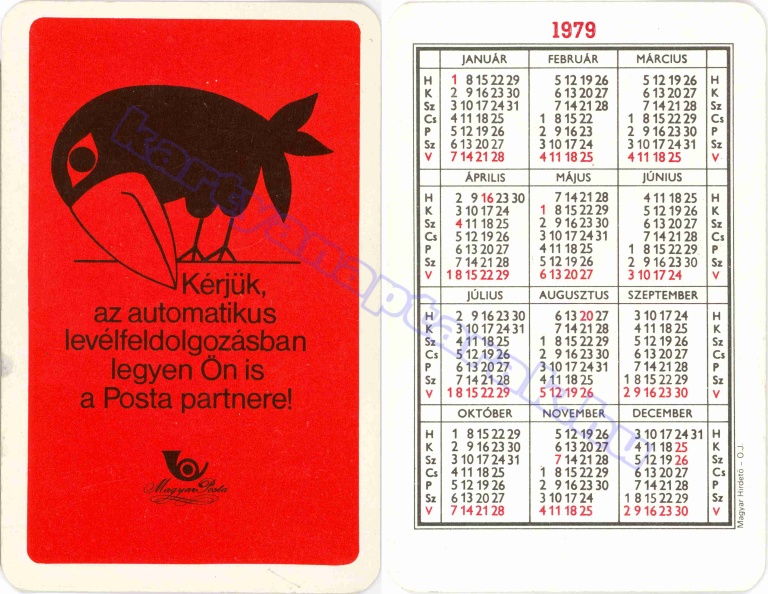 Kérjük,
az automatikus
levélfeldolgozásban
legyen Ön is
a Posta partnere!
Magyar Posta
kartyanaptarak.hu
1979
JANUÁR FEBRUÁR MÁRCIUS
H 1 8 15 22 29 5 12 19 26 5 12 19 26 H
K 2 9 16 23 30 6 13 20 27 6 13 20 27 K
Sz 3 10 17 24 31 7 14 21 28 7 14 21 28 Sz
Cs 4 11 18 25 1 8 15 22 1 8 15 22 29 Cs
P 5 12 19 26 2 9 16 23 2 9 16 23 30 P
Sz 6 13 20 27 3 10 17 24 3 10 17 24 31 Sz
V 7 14 21 28 4 11 18 25 4 11 18 25 V
ÁPRILIS MÁJUS JÚNIUS
H 2 9 16 23 30 7 14 21 28 4 11 18 25 H
K 3 10 17 24 1 8 15 22 29 5 12 19 26 K
Sz 4 11 18 25 2 9 16 23 30 6 13 20 27 Sz
Cs 5 12 19 26 3 10 17 24 31 7 14 21 28 Cs
P 6 13 20 27 4 11 18 25 1 8 15 22 29 P
Sz 7 14 21 28 5 12 19 26 2 9 16 23 30 Sz
V 1 8 15 22 29 6 13 20 27 3 10 17 24 V
JÚLIUS AUGUSZTUS SZEPTEMBER
H 2 9 16 23 30 6 13 20 27 3 10 17 24 H
K 3 10 17 24 31 7 14 21 28 4 11 18 25 K
Sz 4 11 18 25 1 8 15 22 29 5 12 19 26 Sz
Cs 5 12 19 26 2 9 16 23 30 6 13 20 27 Cs
P 6 13 20 27 3 10 17 24 31 7 14 21 28 P
Sz 7 14 21 28 4 11 18 25 1 8 15 22 29 Sz
V 1 8 15 22 29 5 12 19 26 2 9 16 23 30 V
OKTÓBER NOVEMBER DECEMBER
H 1 8 15 22 29 5 12 19 26 3 10 17 24 31 H
K 2 9 16 23 30 6 13 20 27 4 11 18 25 K
Sz 3 10 17 24 31 7 14 21 28 5 12 19 26 Sz
Cs 4 11 18 25 1 8 15 22 29 6 13 20 27 Cs
P 5 12 19 26 2 9 16 23 30 7 14 21 28 P
Sz 6 13 20 27 3 10 17 24 1 8 15 22 29 Sz
V 7 14 21 28 4 11 18 25 2 9 16 23 30 V
Magyar Hirdető – O.J.